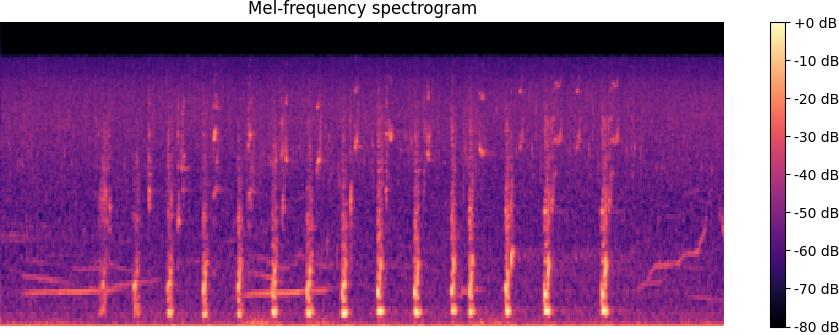 Mel-frequency spectrogram
+0 dB
-10 dB
-20 dB
-30 dB
-40 dB
-50 dB
-60 dB
-70 dB
-80 dB